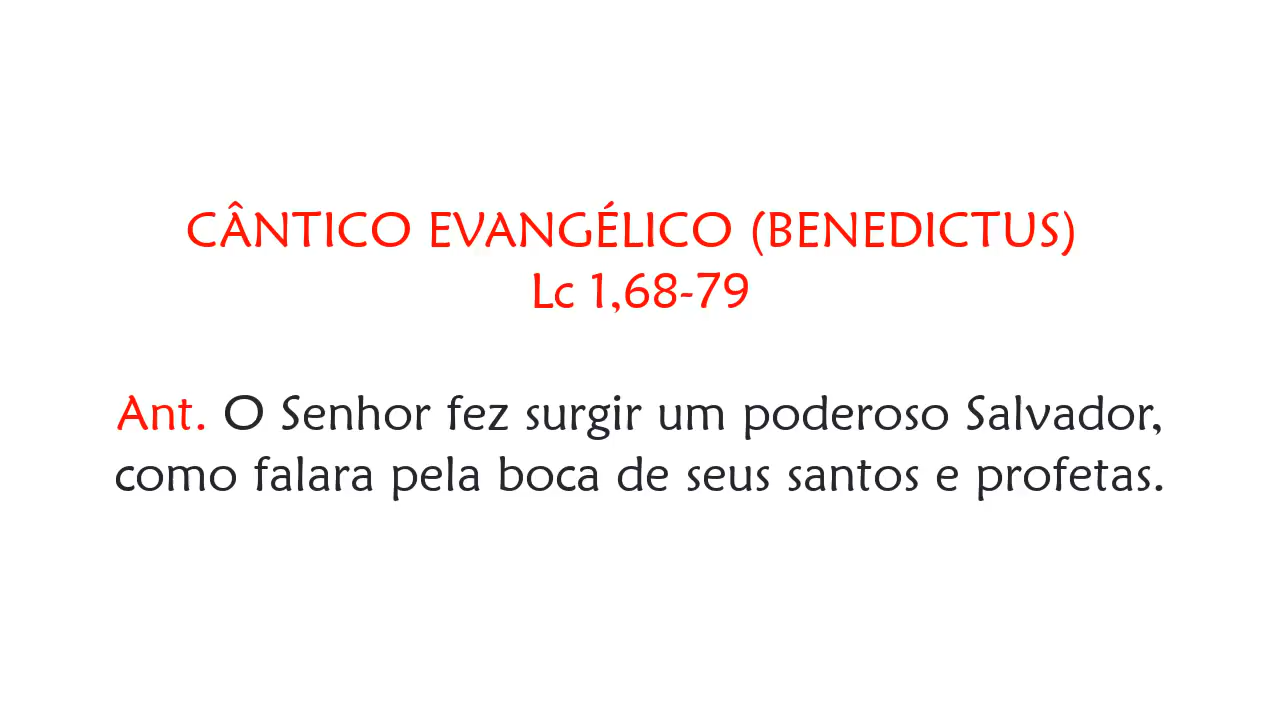 CÂNTICO EVANGÉLICO (BENEDICTUS)
Lc 1,68-79
Ant. O Senhor fez surgir um poderoso Salvador,
como falara pela boca de seus santos e profetas.